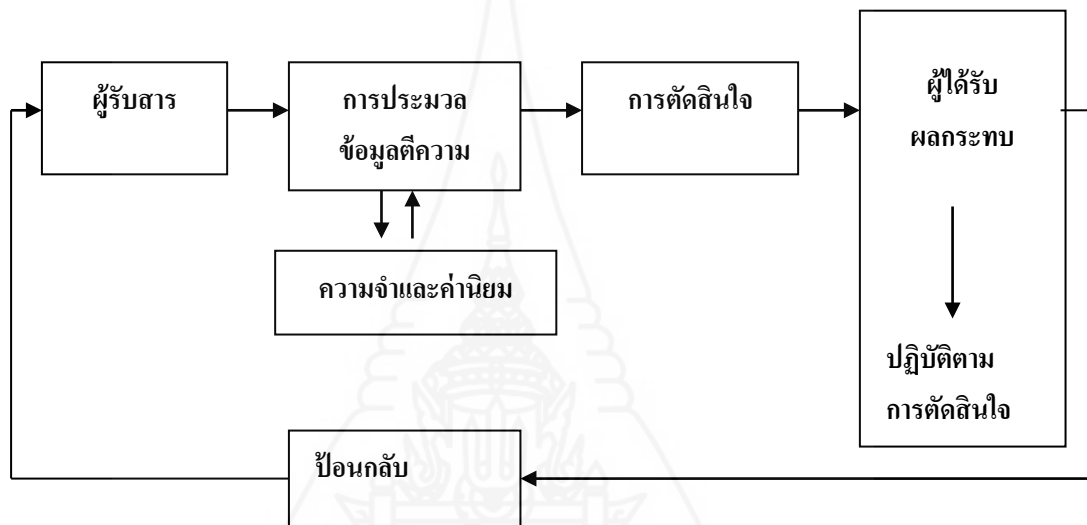 ผู้รับสาร
การประมวล
ข้อมูลตีความ
การตัดสินใจ
ผู้ได้รับ
ผลกระทบ
ความจำและค่านิยม
ปฏิบัติตาม
การตัดสินใจ
ป้อนกลับ